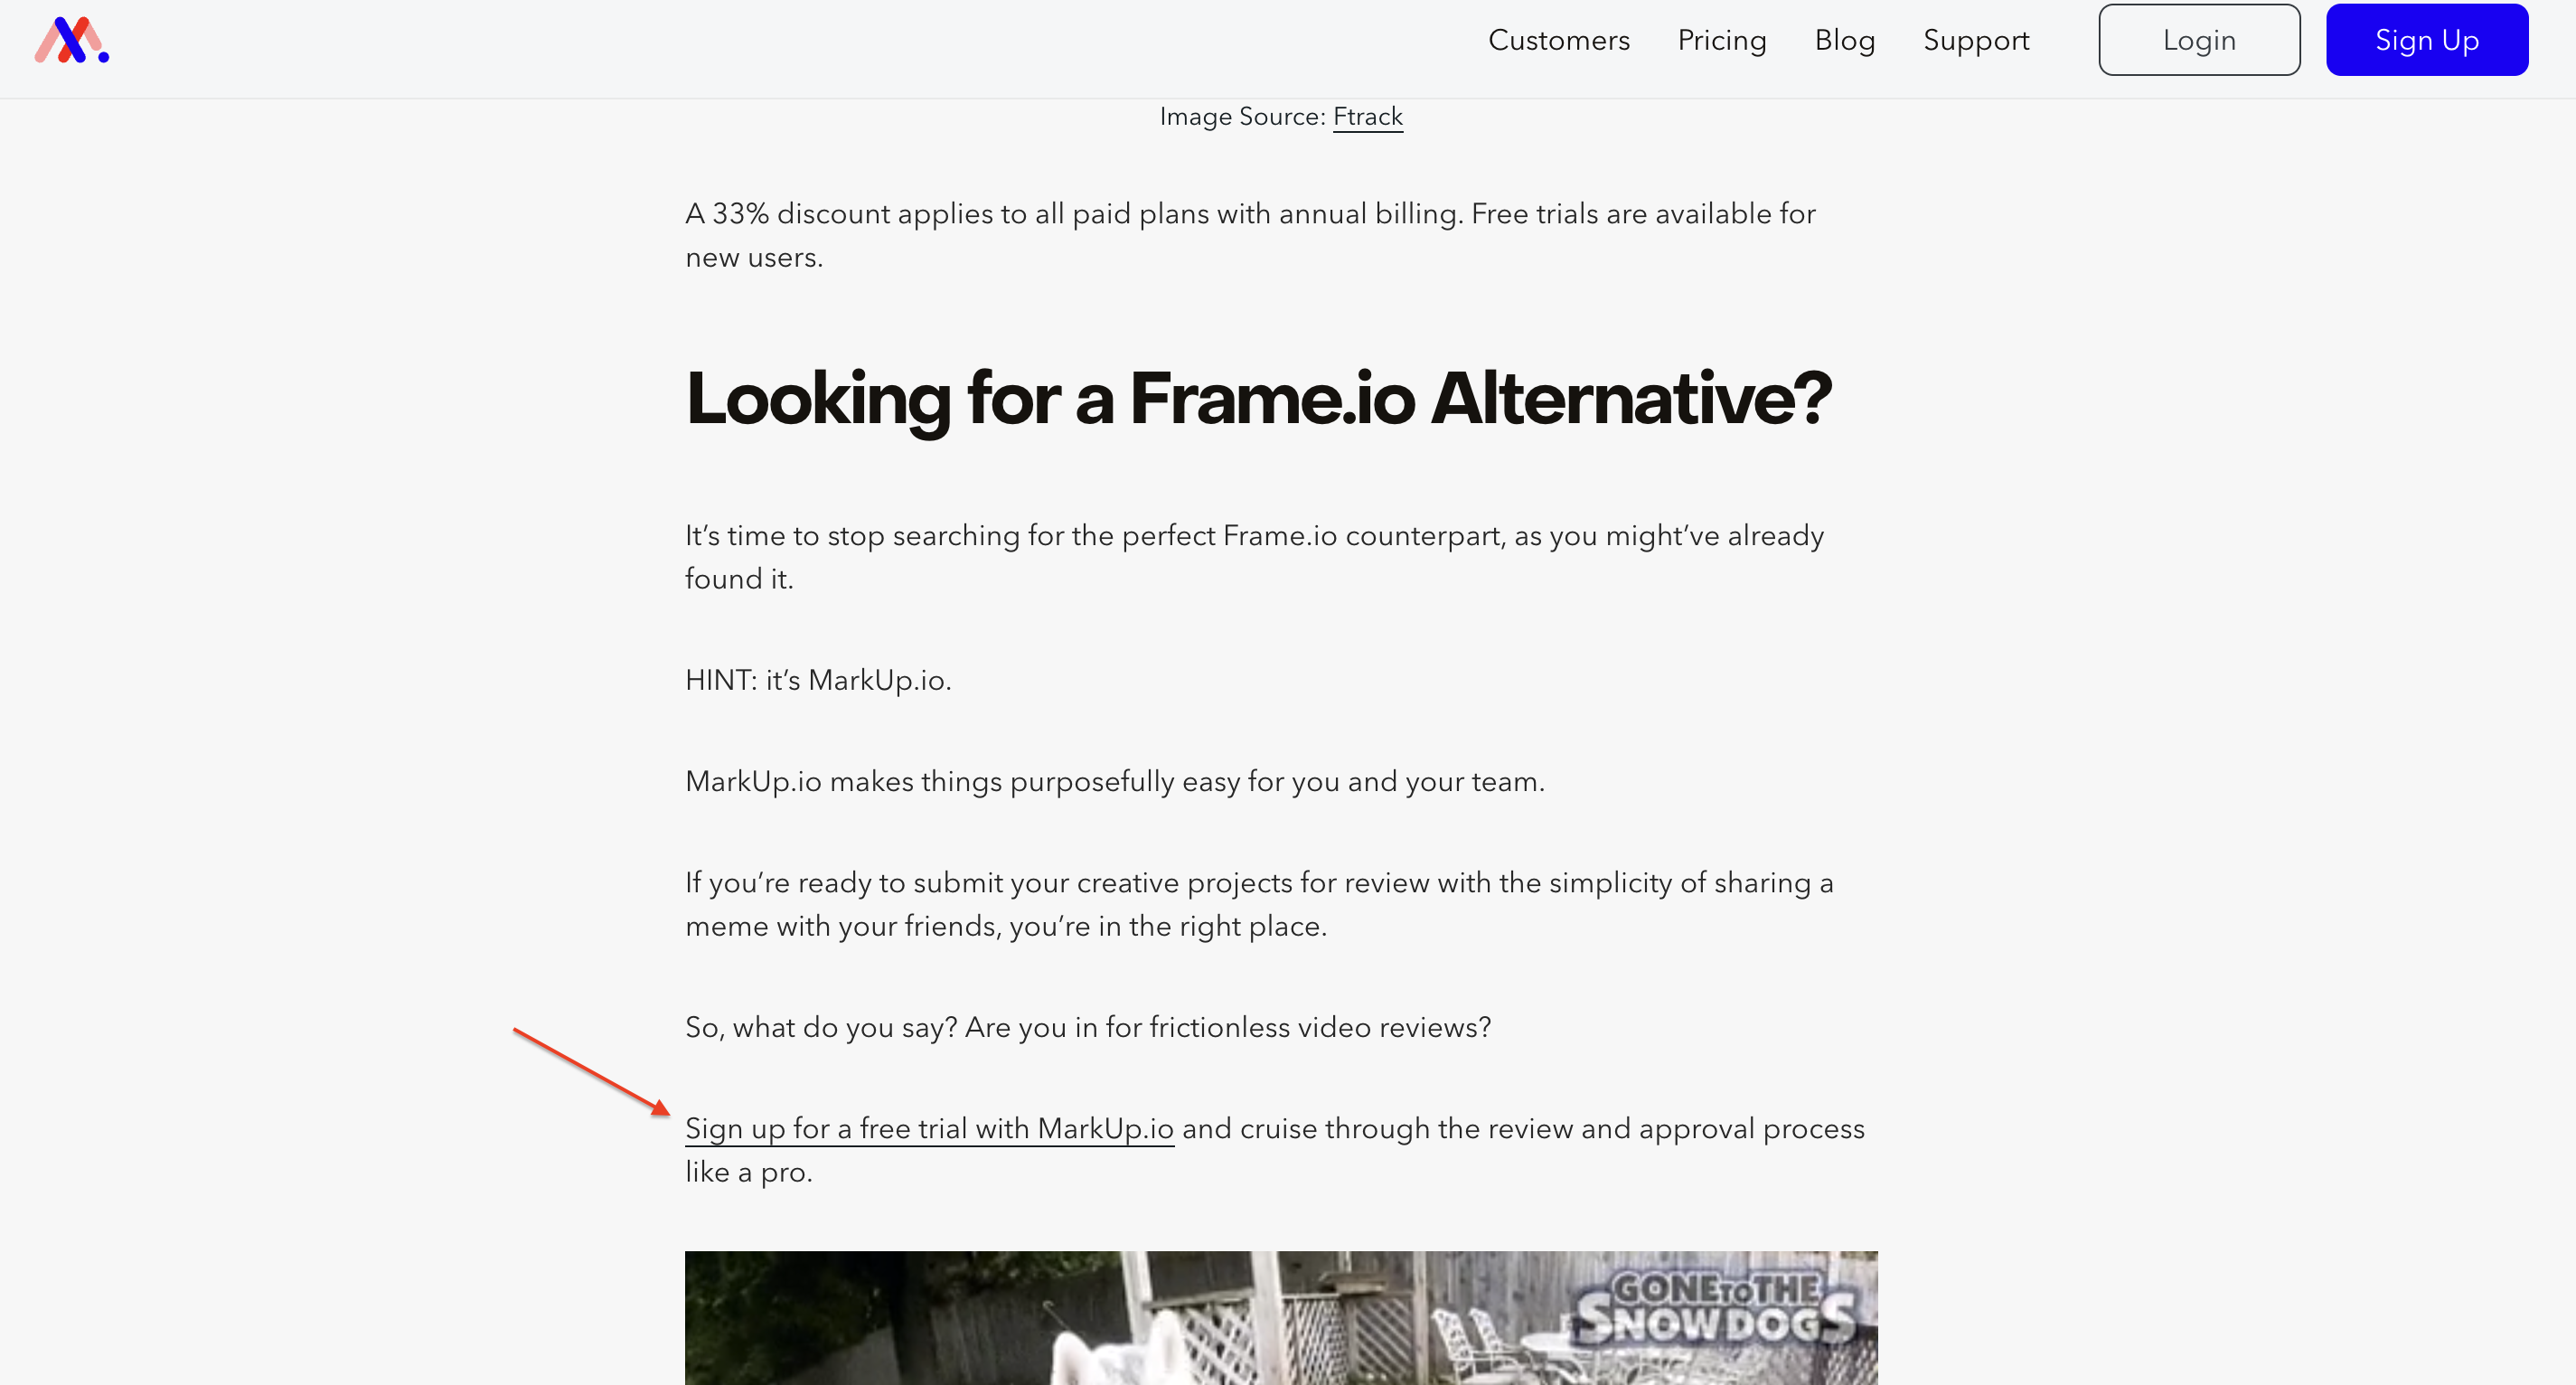 Customers Pricing Blog Support Login Sign Up
Image Source: Ftrack
A 33% discount applies to all paid plans with annual billing. Free trials are available for
new users.
Looking for a Frame.io Alternative?
It’s time to stop searching for the perfect Frame.io counterpart, as you might’ve already
found it.
HINT: it’s MarkUp.io.
MarkUp.io makes things purposefully easy for you and your team.
If you’re ready to submit your creative projects for review with the simplicity of sharing a
meme with your friends, you’re in the right place.
So, what do you say? Are you in for frictionless video reviews?
Sign up for a free trial with MarkUp.io and cruise through the review and approval process
like a pro.
GONE TO THE
SNOW DOGS